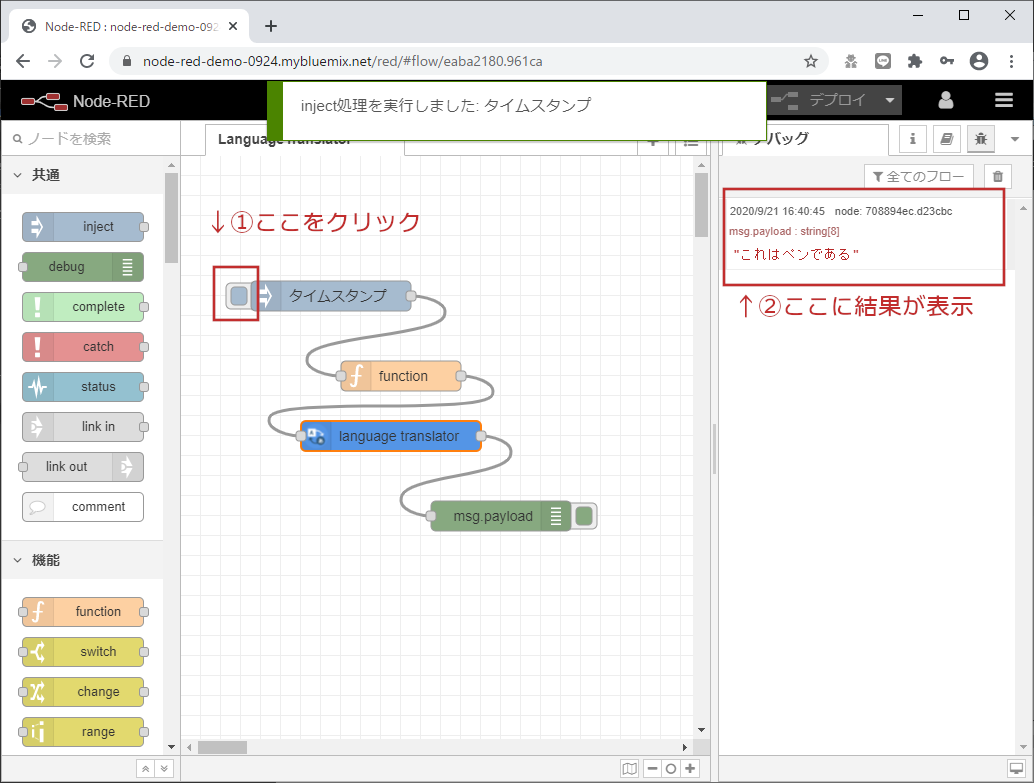 Node-RED : node-red-demo-092
node-red-demo-0924.mybluemix.net/red/#flow/eaba2180.961ca
Node-RED
inject処理を実行しました: タイムスタンプ
デプロイ
ノードを検索
Language Translator
デバッグ
全てのフロー
共通
inject
debug
complete
catch
status
link in
link out
comment
機能
function
switch
change
range
↓①ここをクリック
タイムスタンプ
function
language translator
msg.payload
2020/9/21 16:40:45 node: 708894ec.d23cbc
msg.payload : string[8]
"これはペンである"
↑②ここに結果が表示